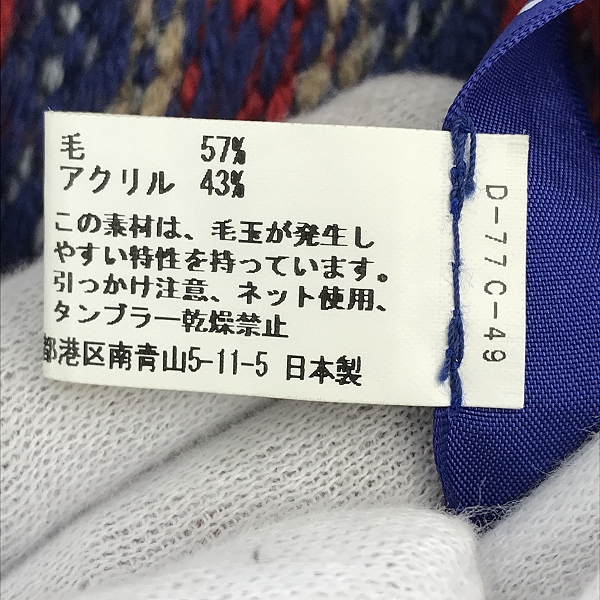 毛 57%
アクリル 43%
この素材は、毛玉が発生し
やすい特性を持っています。
引っかけ注意、ネット使用、
タンブラー乾燥禁止
都港区南青山5-11-5 日本製
D-77C-49